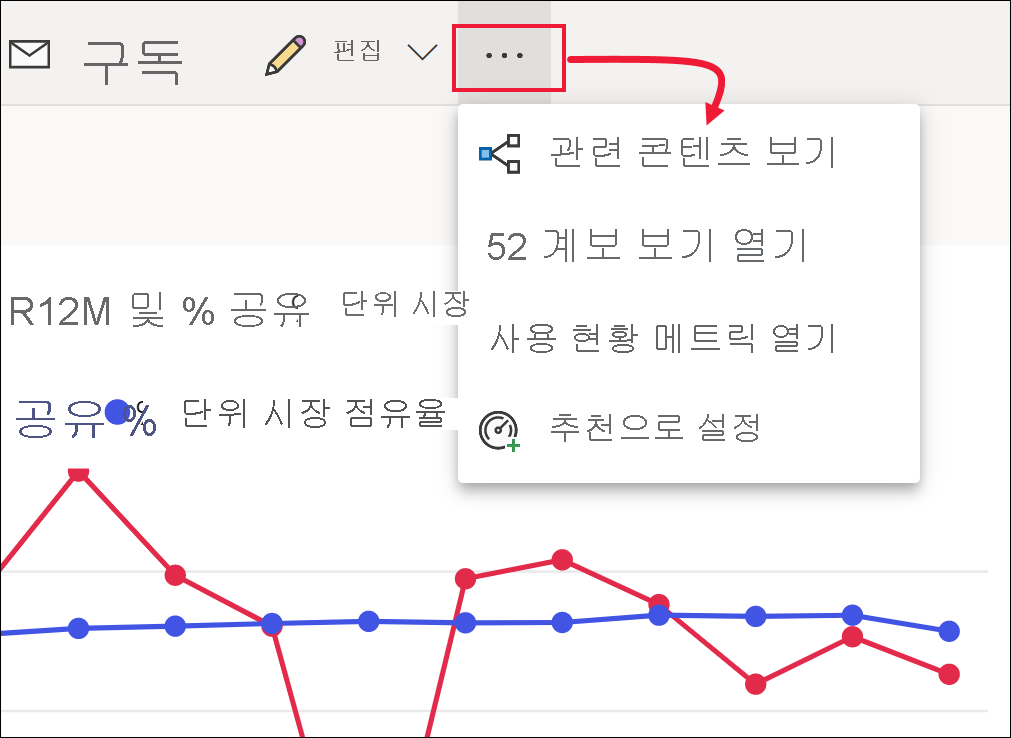 구독 편집 ...
관련 콘텐츠 보기
52 계보 보기 열기
R12M 및 % 공유 단위 시장
사용 현황 메트릭 열기
공유 % 단위 시장 점유율
추천으로 설정